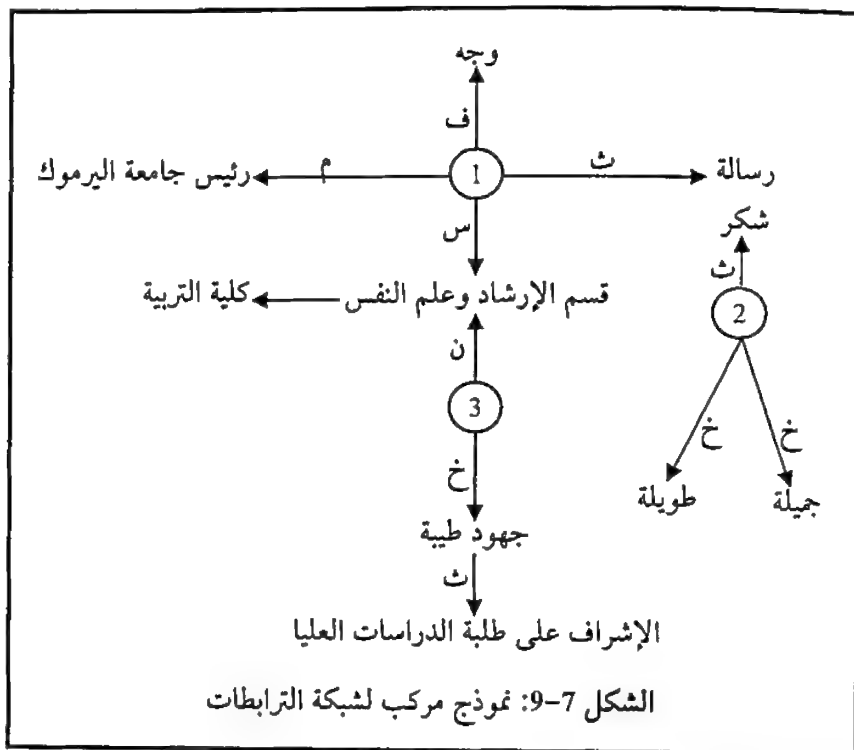 وجه
ف
رسالة ث 1 م رئيس جامعة اليرموك
شكر
س
ث
قسم الإرشاد وعلم النفس كلية التربية
2
ن
3
خ خ
خ
جميلة طويلة
جهود طيبة
ث
الإشراف على طلبة الدراسات العليا
الشكل 7-9: نموذج مركب لشبكة الترابطات